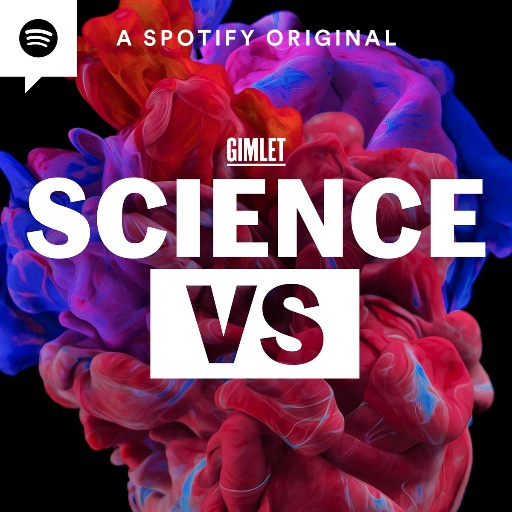 A SPOTIFY ORIGINAL
GIMLET
SCIENCE
VS